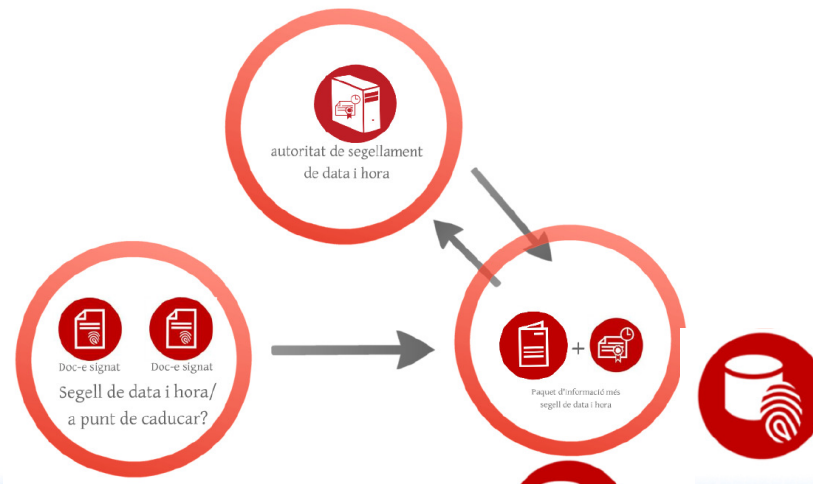 autoritat de segellament
de data i hora
Doc-e signat
Doc-e signat
Segell de data i hora/
a punt de caducar?
+
Paquet d'informació més
segell de data i hora